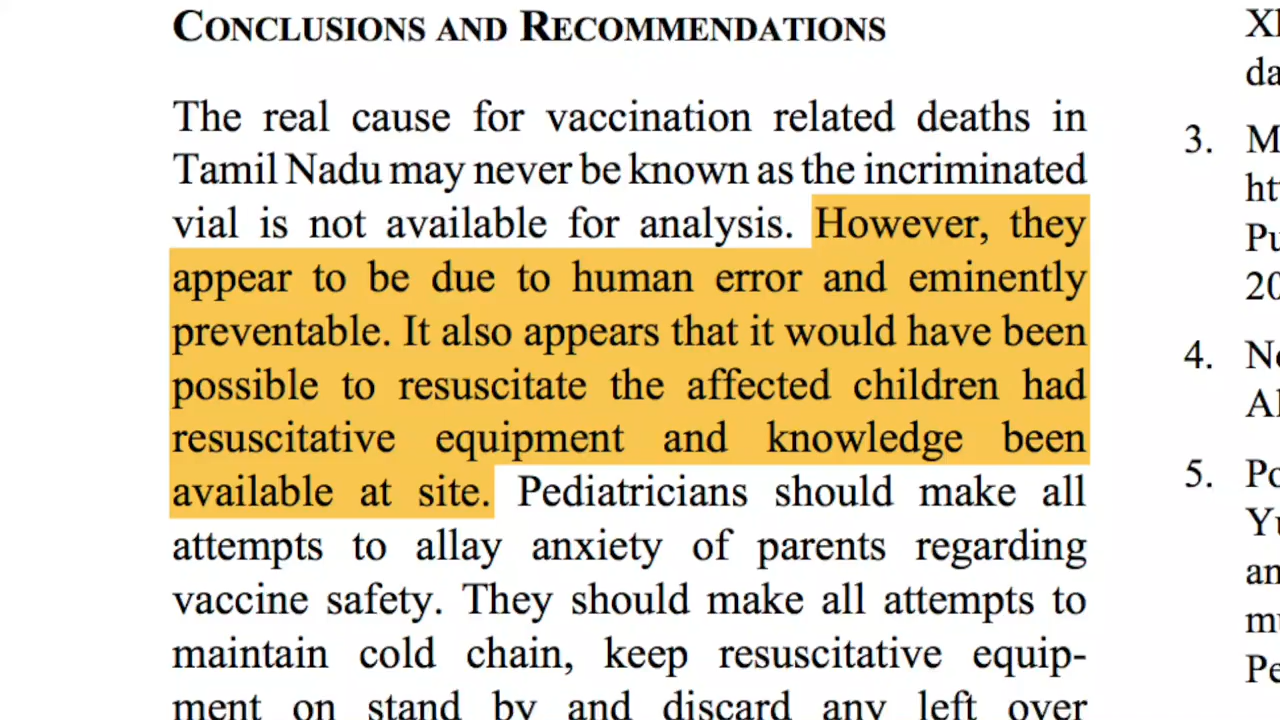 CONCLUSIONS AND RECOMMENDATIONS
The real cause for vaccination related deaths in
Tamil Nadu may never be known as the incriminated
vial is not available for analysis. However, they
appear to be due to human error and eminently
preventable. It also appears that it would have been
possible to resuscitate the affected children had
resuscitative equipment and knowledge been
available at site. Pediatricians should make all
attempts to allay anxiety of parents regarding
vaccine safety. They should make all attempts to
maintain cold chain, keep resuscitative equip-
ment on stand by and discard any left over
da
3.
Pu
20
4.
5.
an